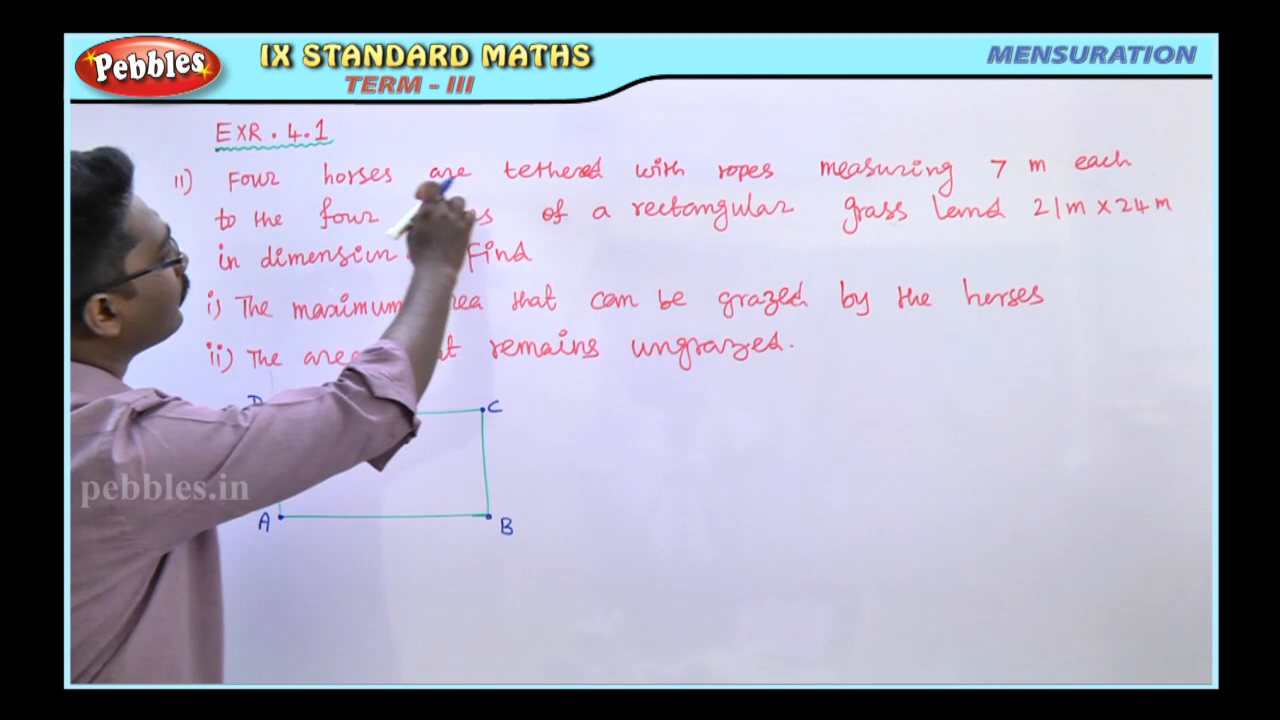 Pebbles
IX STANDARD MATHS
TERM - III
MENSURATION
EXR. 4.1
11) Four horses are tethered with ropes measuring 7 m each
to the four of a rectangular grass land 21m x 24m
in dimension Find
i) The maximum that can be grazed by the horses
ii) The area remains ungrazed.
C
A
B
pebbles.in